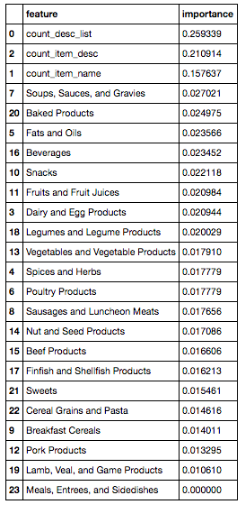 feature importance
0 count_desc_list 0.259339
2 count_item_desc 0.210914
1 count_item_name 0.157637
7 Soups, Sauces, and Gravies 0.027021
20 Baked Products 0.024975
5 Fats and Oils 0.023566
16 Beverages 0.023452
10 Snacks 0.022118
11 Fruits and Fruit Juices 0.020984
3 Dairy and Egg Products 0.020944
18 Legumes and Legume Products 0.020029
13 Vegetables and Vegetable Products 0.017910
4 Spices and Herbs 0.017779
6 Poultry Products 0.017779
8 Sausages and Luncheon Meats 0.017656
14 Nut and Seed Products 0.017086
15 Beef Products 0.016606
17 Finfish and Shellfish Products 0.016213
21 Sweets 0.015461
22 Cereal Grains and Pasta 0.014616
9 Breakfast Cereals 0.014011
12 Pork Products 0.013295
19 Lamb, Veal, and Game Products 0.010610
23 Meals, Entrees, and Sidedishes 0.000000